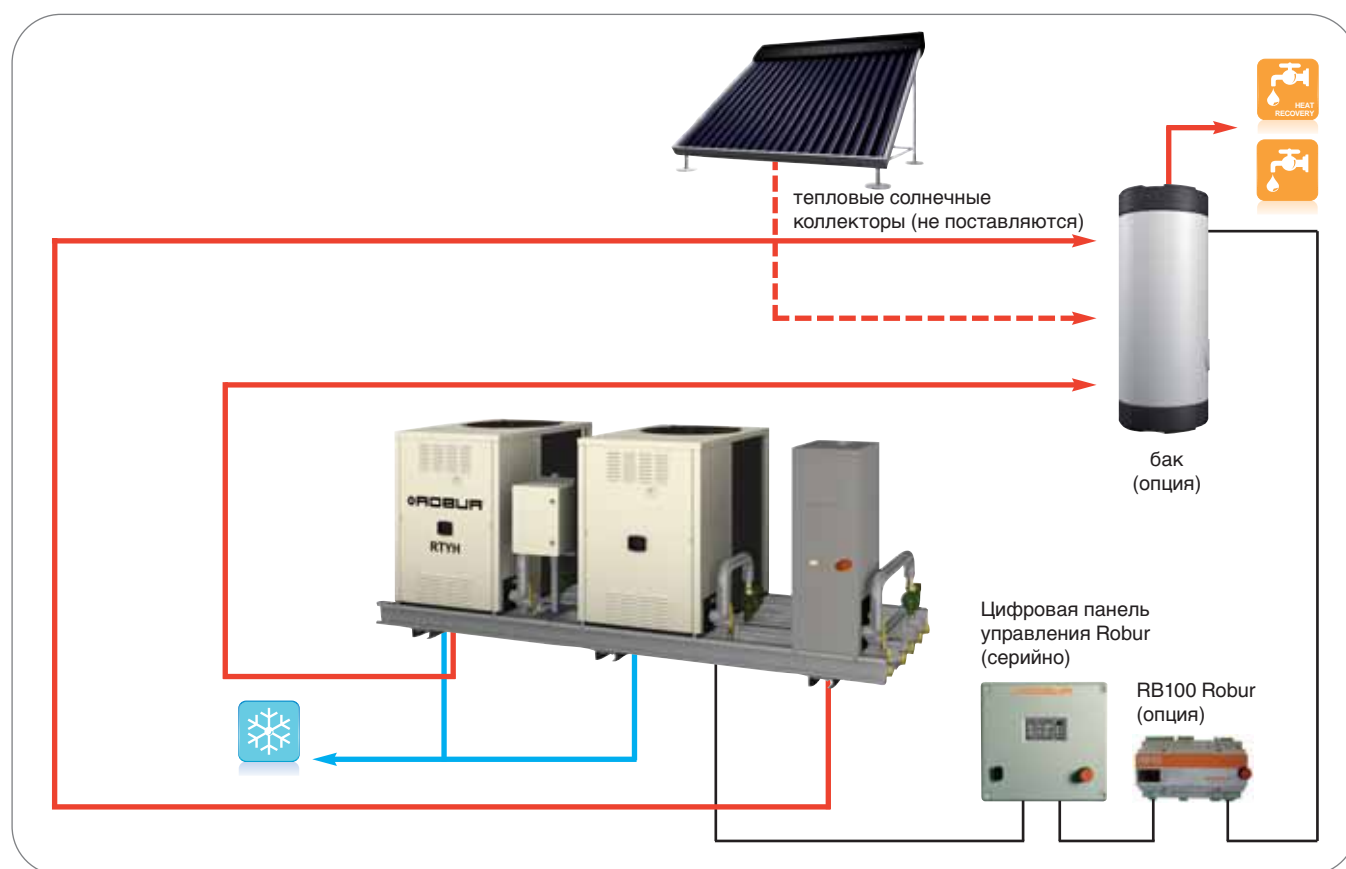 HEAT
RECOVERY
тепловые солнечные
коллекторы (не поставляются)
бак
(опция)
ROBUR
RTYH
Цифровая панель
управления Robur
(серийно)
RB100 Robur
(опция)